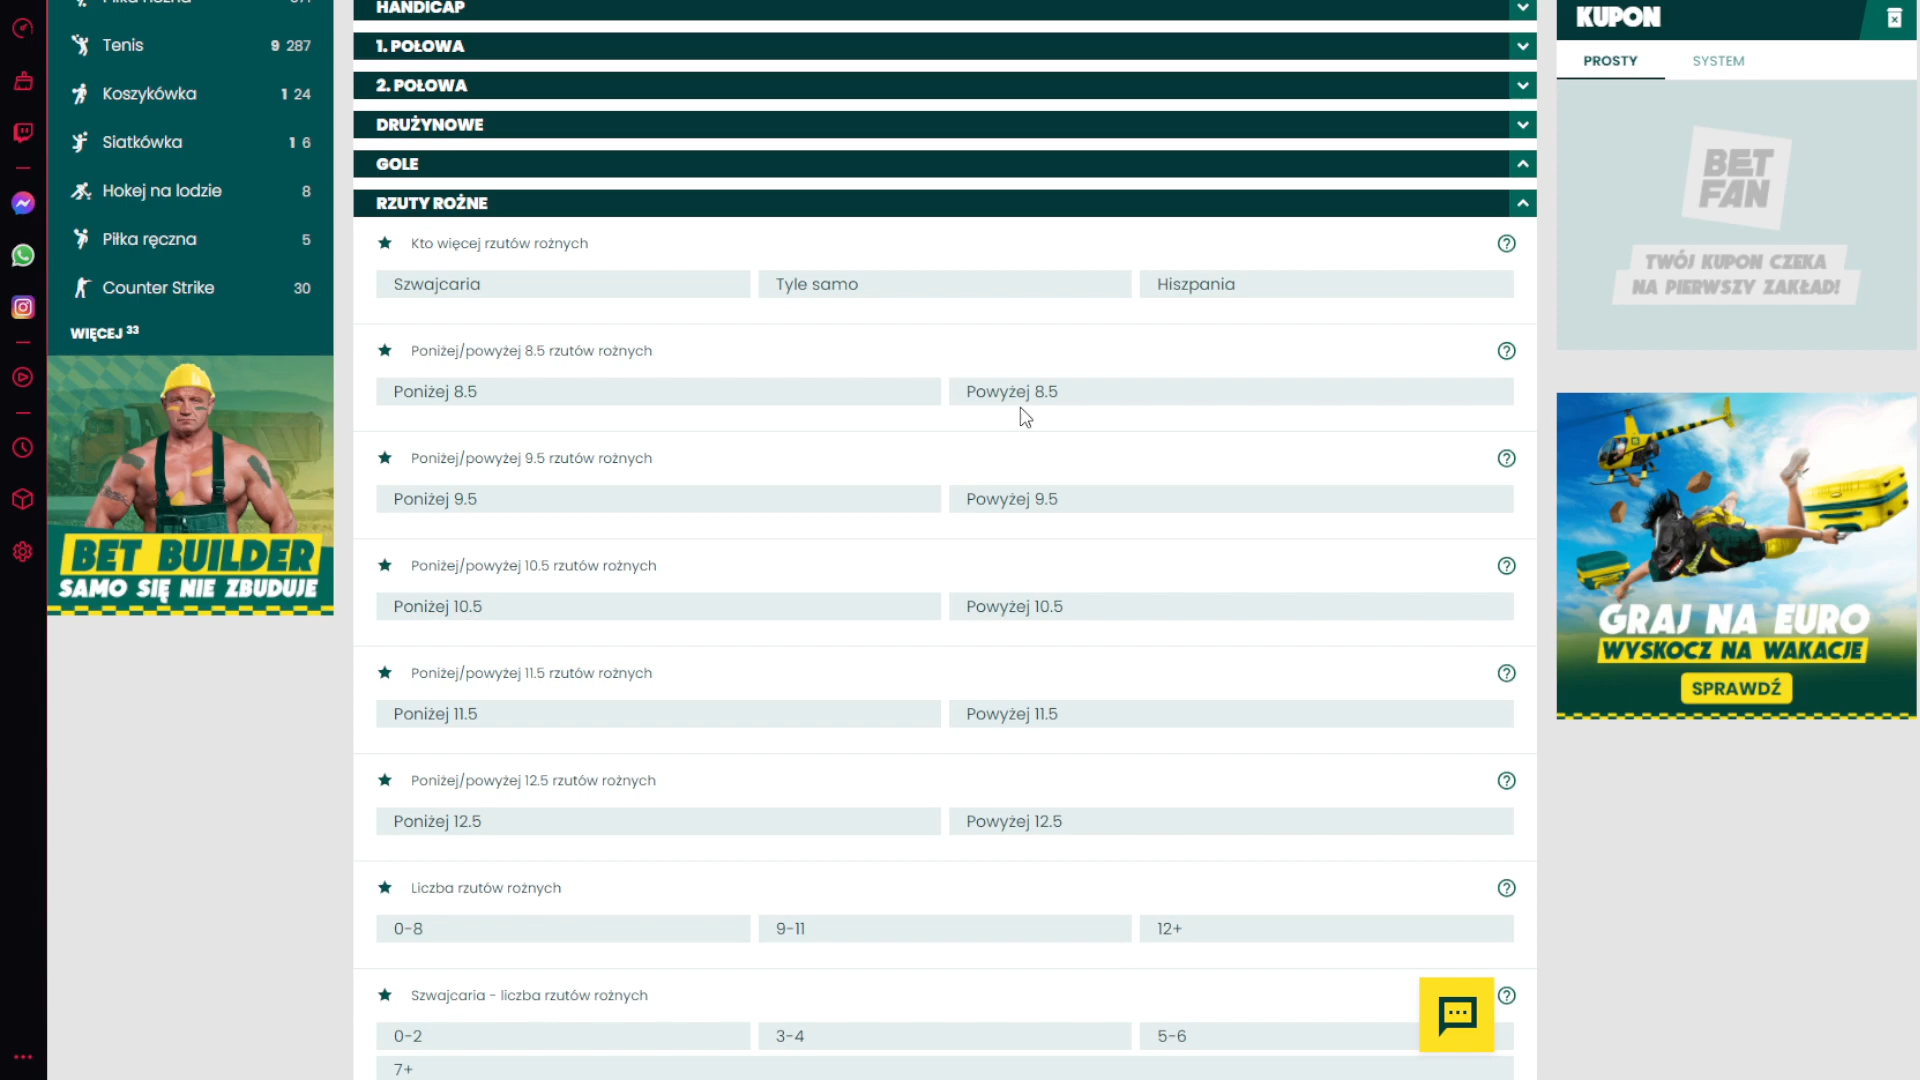 Tenis
9 287
Koszykówka
1 24
Siatkówka
1 6
Hokej na lodzie
8
Piłka ręczna
5
Counter Strike
30
WIĘCEJ 33
BET BUILDER
SAMO SIĘ NIE ZBUDUJE
HANDICAP
1. POŁOWA
2. POŁOWA
DRUŻYNOWE
GOLE
RZUTY ROŻNE
Kto więcej rzutów rożnych
Szwajcaria
Tyle samo
Hiszpania
Poniżej/powyżej 8.5 rzutów rożnych
Poniżej 8.5
Powyżej 8.5
Poniżej/powyżej 9.5 rzutów rożnych
Poniżej 9.5
Powyżej 9.5
Poniżej/powyżej 10.5 rzutów rożnych
Poniżej 10.5
Powyżej 10.5
Poniżej/powyżej 11.5 rzutów rożnych
Poniżej 11.5
Powyżej 11.5
Poniżej/powyżej 12.5 rzutów rożnych
Poniżej 12.5
Powyżej 12.5
Liczba rzutów rożnych
0-8
9-11
12+
Szwajcaria - liczba rzutów rożnych
0-2
3-4
5-6
7+
KUPON
PROSTY
SYSTEM
BET
FAN
TWÓJ KUPON CZEKA
NA PIERWSZY ZAKŁAD!
GRAJ NA EURO
WYSKOCZ NA WAKACJE
SPRAWDŹ